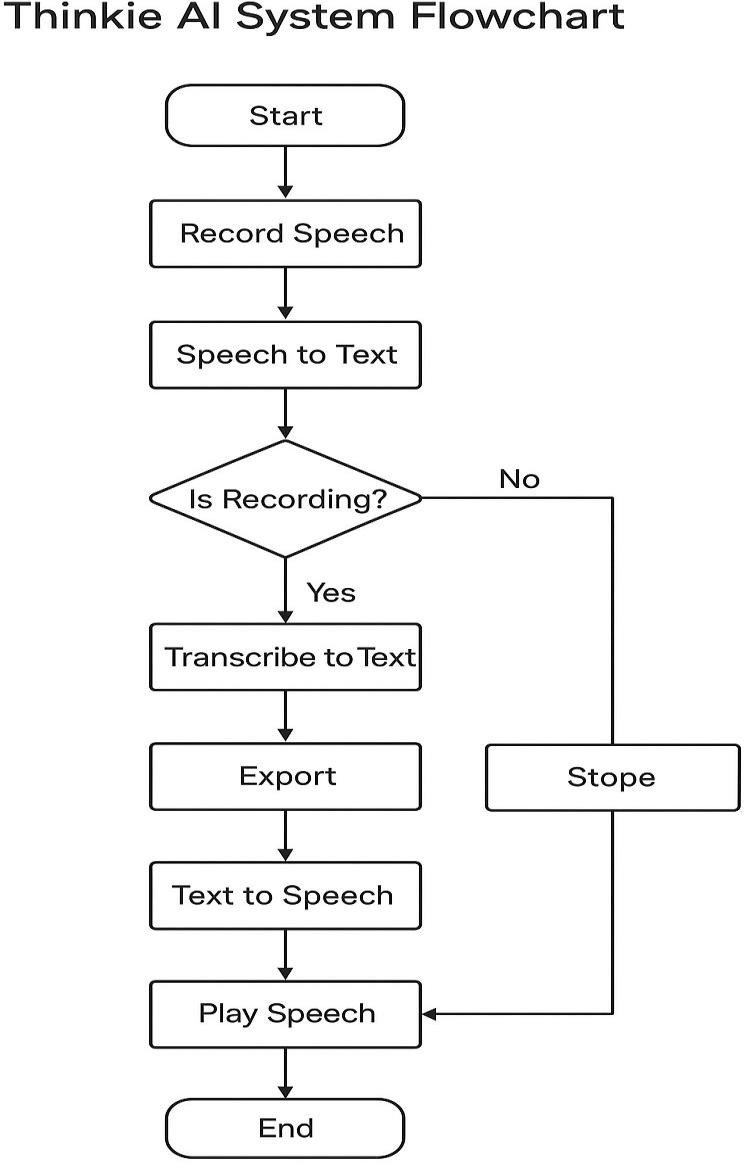 Thinkie AI System Flowchart
Start
Record Speech
Speech to Text
Is Recording?
No
Yes
Transcribe to Text
Export
Stope
Text to Speech
Play Speech
End